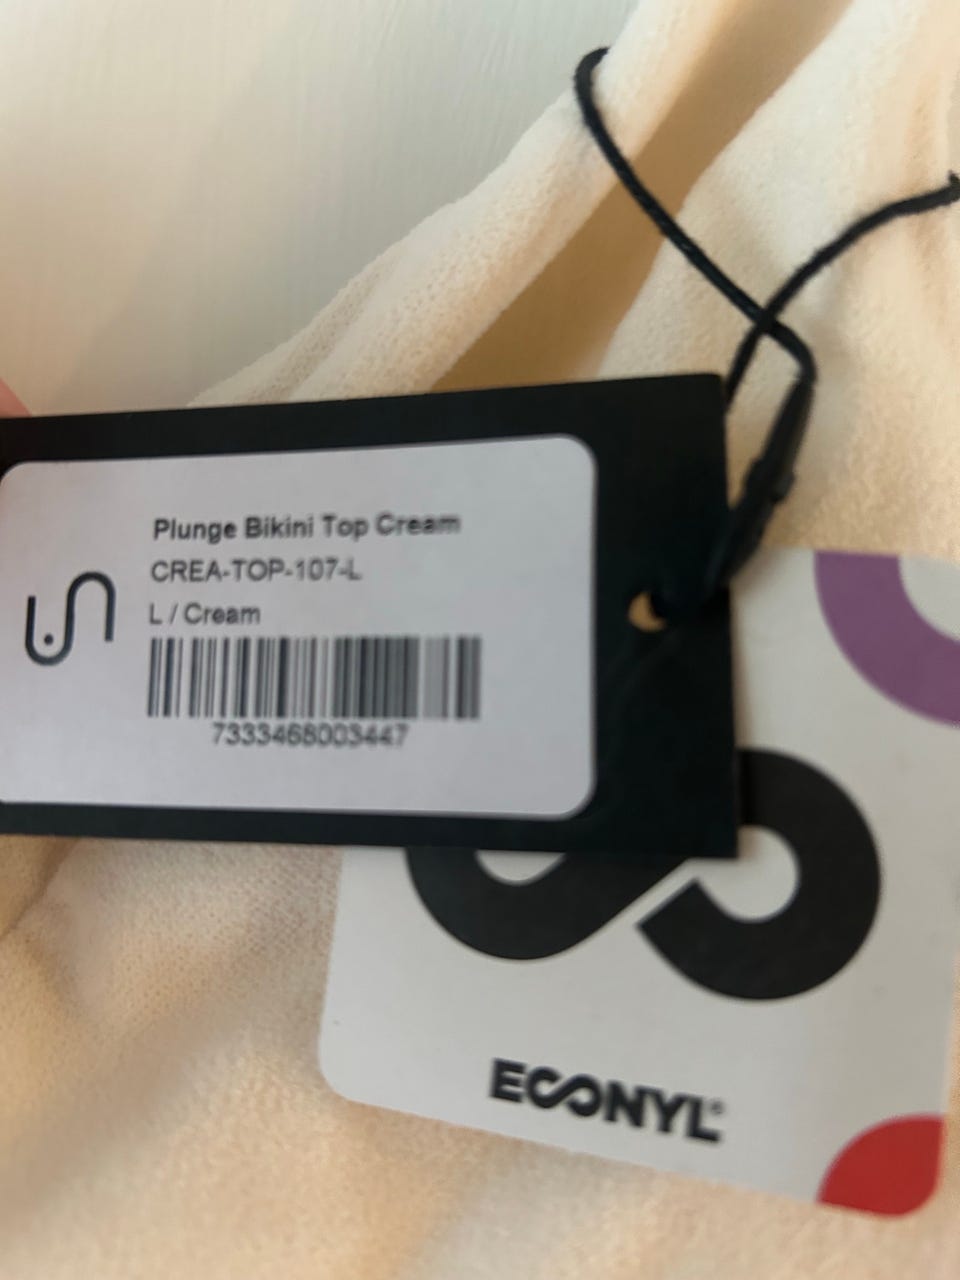 Plunge Bikini Top Cream
CREA-TOP-107-L
L / Cream
7333468003447
ECONYL®